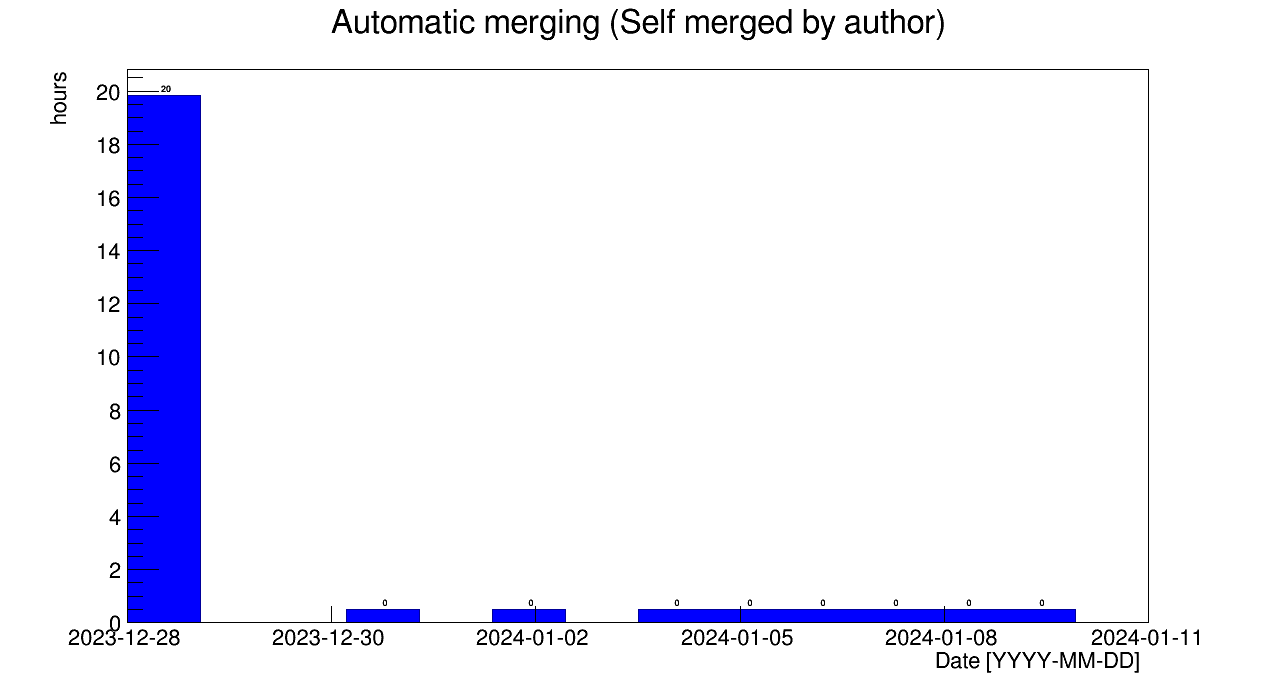 Automatic merging (Self merged by author)
hours
20
20
18
16
14
12
10
8
6
4
2
0
0 0 0 0 0 0 0 0
2023-12-28 2023-12-30 2024-01-02 2024-01-05 2024-01-08 2024-01-11
Date [YYYY-MM-DD]